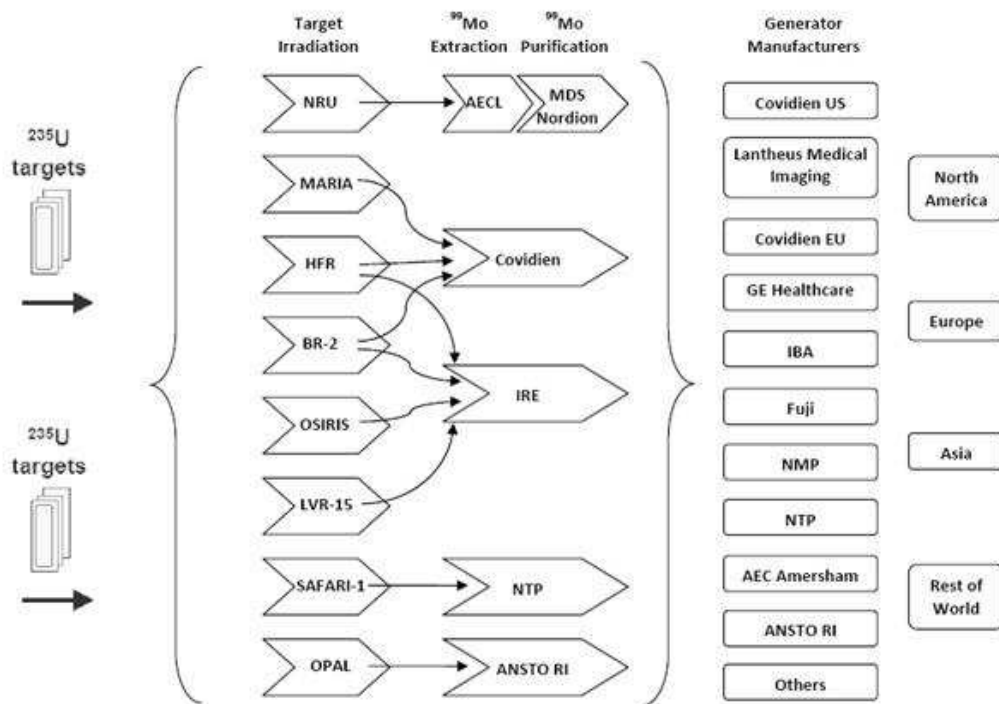 Target
Irradiation
⁹⁹Mo
Extraction
⁹⁹Mo
Purification
Generator
Manufacturers
²³⁵U
targets
²³⁵U
targets
NRU
MARIA
HFR
BR-2
OSIRIS
LVR-15
SAFARI-1
OPAL
AECL
MDS
Nordion
Covidien
IRE
NTP
ANSTO RI
Covidien US
Lantheus Medical
Imaging
Covidien EU
GE Healthcare
IBA
Fuji
NMP
NTP
AEC Amersham
ANSTO RI
Others
North
America
Europe
Asia
Rest of
World